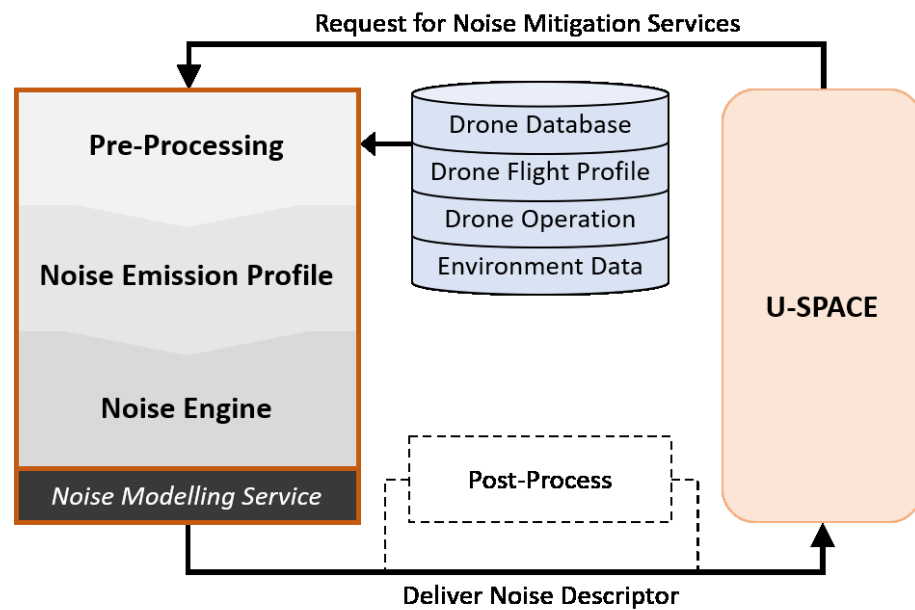 Request for Noise Mitigation Services
Pre-Processing
Noise Emission Profile
Noise Engine
Noise Modelling Service
Drone Database
Drone Flight Profile
Drone Operation
Environment Data
U-SPACE
Post-Process
Deliver Noise Descriptor